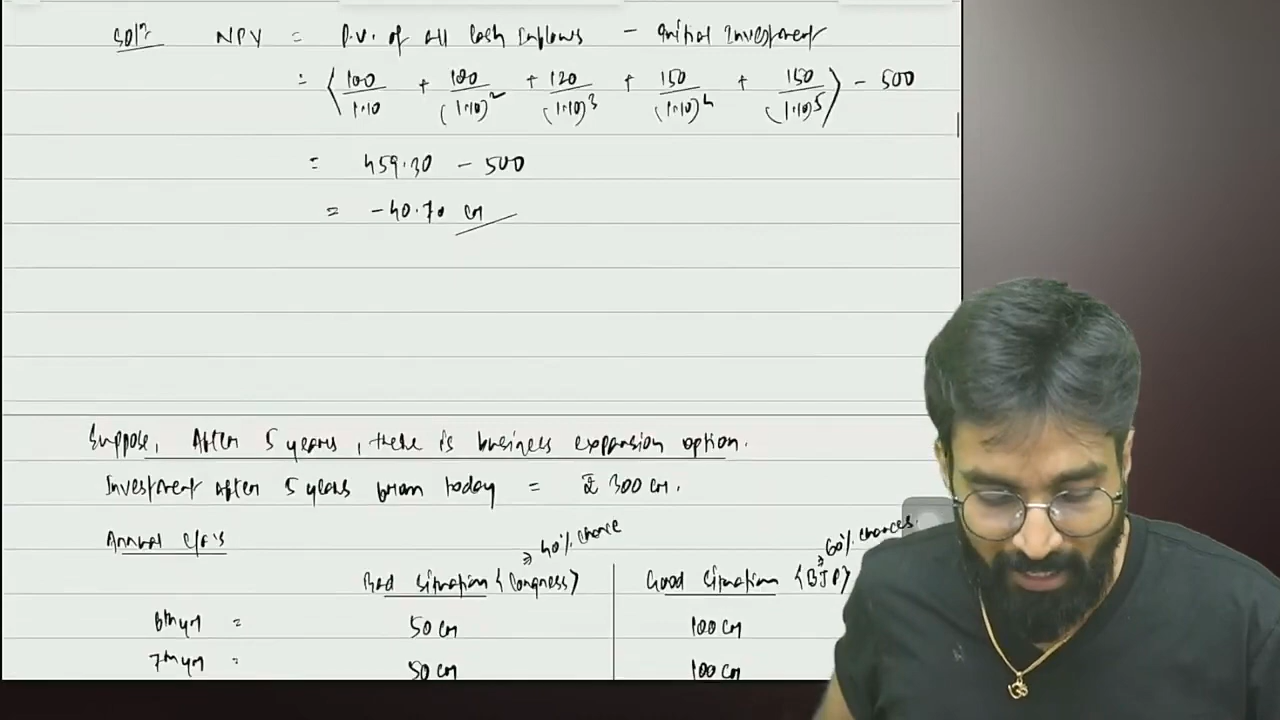 Soln NPV = P.V. of all Cash Inflows - Initial Investment
= { 100/1.10 + 100/(1.10)^2 + 120/(1.10)^3 + 150/(1.10)^4 + 150/(1.10)^5 } - 500
= 459.30 - 500
= -40.70 cr
Suppose, After 5 years, there is business expansion option.
Investment after 5 years from today = ₹ 300 cr.
Annual C/F's
⇒ 40% chance
⇒ 60% chances.
Bad Situation {Congress} Good Situation {BJP}
6th yr = 50 cr 100 cr
7th yr = 50 cr 100 cr